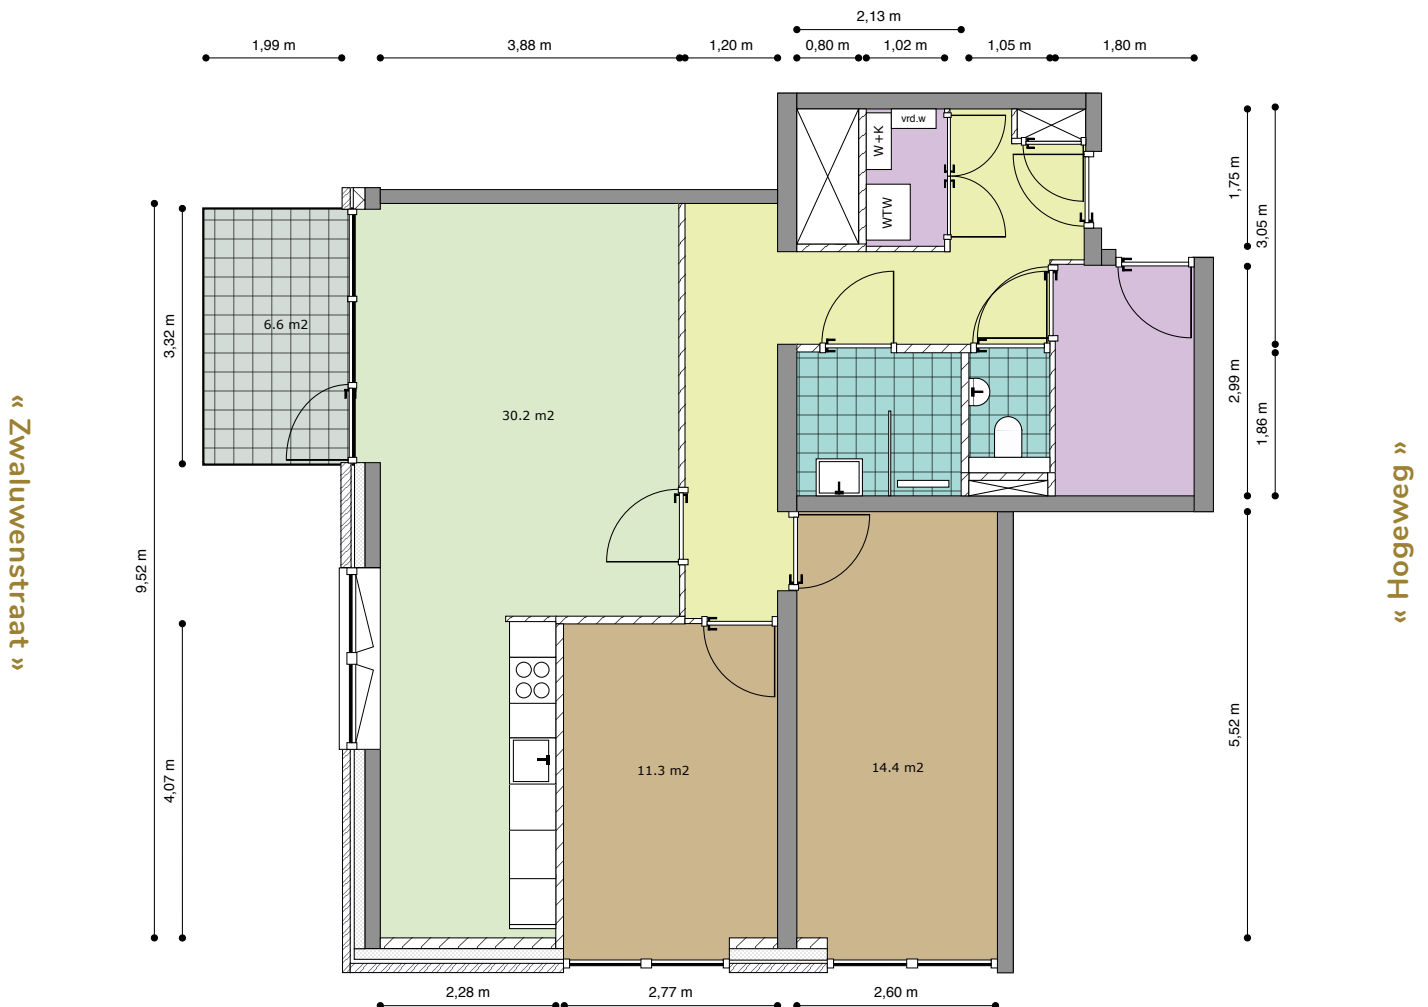 2,13 m
1,99 m
3,88 m
1,20 m
0,80 m
1,02 m
1,05 m
1,80 m
W+K
vrd.w
WTW
1,75 m
3,05 m
6.6 m2
3,32 m
30.2 m2
2,99 m
1,86 m
« Zwaluwenstraat »
« Hogeweg »
9,52 m
4,07 m
5,52 m
11.3 m2
14.4 m2
2,28 m
2,77 m
2,60 m